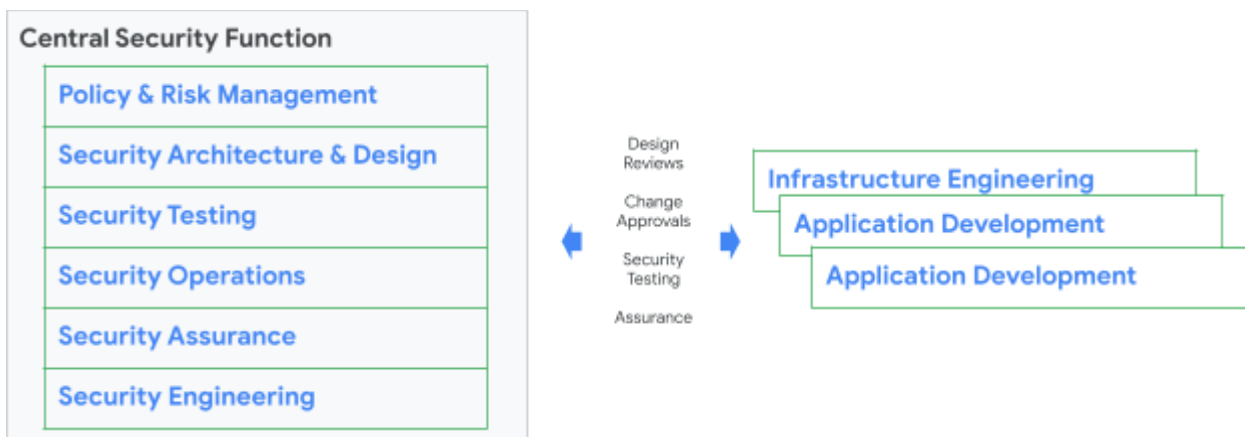 Central Security Function
Policy & Risk Management
Security Architecture & Design
Security Testing
Security Operations
Security Assurance
Security Engineering
Design
Reviews
Change
Approvals
Security
Testing
Assurance
Infrastructure Engineering
Application Development
Application Development